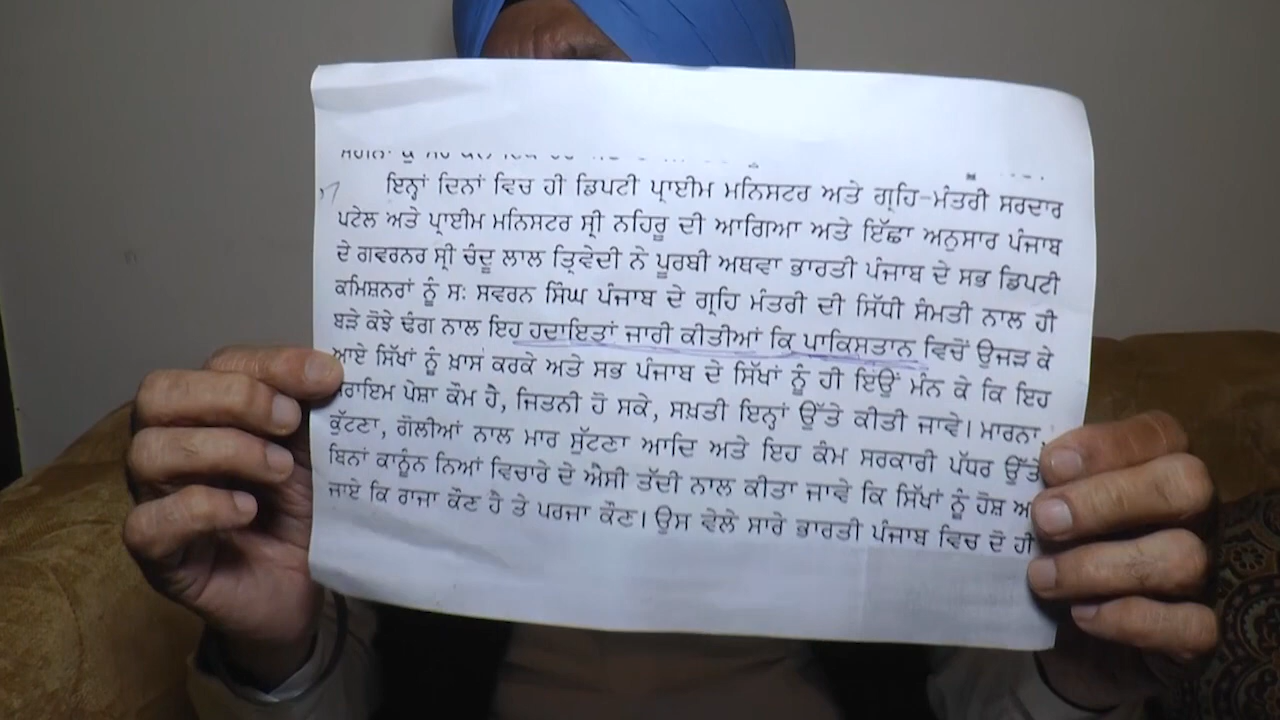 ਇਨ੍ਹਾਂ ਦਿਨਾਂ ਵਿਚ ਹੀ ਡਿਪਟੀ ਪ੍ਰਾਈਮ ਮਨਿਸਟਰ ਅਤੇ ਗ੍ਰਹਿ-ਮੰਤਰੀ ਸਰਦਾਰ
ਪਟੇਲ ਅਤੇ ਪ੍ਰਾਈਮ ਮਨਿਸਟਰ ਸ੍ਰੀ ਨਹਿਰੂ ਦੀ ਆਗਿਆ ਅਤੇ ਇੱਛਾ ਅਨੁਸਾਰ ਪੰਜਾਬ
ਦੇ ਗਵਰਨਰ ਸ੍ਰੀ ਚੰਦੂ ਲਾਲ ਤ੍ਰਿਵੇਦੀ ਨੇ ਪੂਰਬੀ ਅਥਵਾ ਭਾਰਤੀ ਪੰਜਾਬ ਦੇ ਸਭ ਡਿਪਟੀ
ਕਮਿਸ਼ਨਰਾਂ ਨੂੰ ਸਃ ਸਵਰਨ ਸਿੰਘ ਪੰਜਾਬ ਦੇ ਗ੍ਰਹਿ ਮੰਤਰੀ ਦੀ ਸਿੱਧੀ ਸੰਮਤੀ ਨਾਲ ਹੀ
ਬੜੇ ਕੋਝੇ ਢੰਗ ਨਾਲ ਇਹ ਹਦਾਇਤਾਂ ਜਾਰੀ ਕੀਤੀਆਂ ਕਿ ਪਾਕਿਸਤਾਨ ਵਿਚੋਂ ਉਜੜ ਕੇ
ਆਏ ਸਿੱਖਾਂ ਨੂੰ ਖ਼ਾਸ ਕਰਕੇ ਅਤੇ ਸਭ ਪੰਜਾਬ ਦੇ ਸਿੱਖਾਂ ਨੂੰ ਹੀ ਇਉਂ ਮੰਨ ਕੇ ਕਿ ਇਹ
ਪੇਸ਼ਾ ਕੌਮ ਹੈ, ਜਿਤਨੀ ਹੋ ਸਕੇ, ਸਖ਼ਤੀ ਇਨ੍ਹਾਂ ਉੱਤੇ ਕੀਤੀ ਜਾਵੇ। ਮਾਰਨਾ,
ਕੁੱਟਣਾ, ਗੋਲੀਆਂ ਨਾਲ ਮਾਰ ਸੁੱਟਣਾ ਆਦਿ ਅਤੇ ਇਹ ਕੰਮ ਸਰਕਾਰੀ ਪੱਧਰ ਉੱਤੇ
ਬਿਨਾਂ ਕਾਨੂੰਨ ਨਿਆਂ ਵਿਚਾਰੇ ਦੇ ਐਸੀ ਤੱਦੀ ਨਾਲ ਕੀਤਾ ਜਾਵੇ ਕਿ ਸਿੱਖਾਂ ਨੂੰ ਹੋਸ਼ ਆ
ਜਾਏ ਕਿ ਰਾਜਾ ਕੌਣ ਹੈ ਤੇ ਪਰਜਾ ਕੌਣ। ਉਸ ਵੇਲੇ ਸਾਰੇ ਭਾਰਤੀ ਪੰਜਾਬ ਵਿਚ ਦੋ ਹੀ